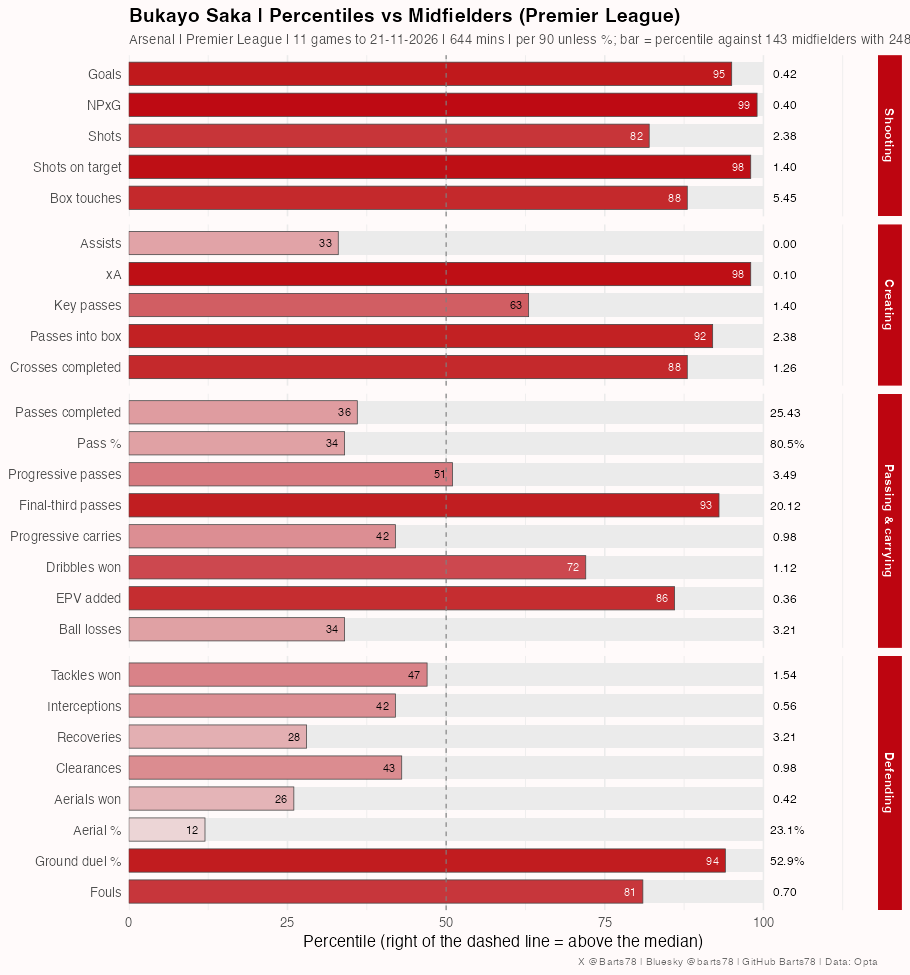 Bukayo Saka | Percentiles vs Midfielders (Premier League)
Arsenal | Premier League | 11 games to 21-11-2026 | 644 mins | per 90 unless %; bar = percentile against 143 midfielders with 248
Shooting
Goals 95 0.42
NPxG 99 0.40
Shots 82 2.38
Shots on target 98 1.40
Box touches 88 5.45
Creating
Assists 33 0.00
xA 98 0.10
Key passes 63 1.40
Passes into box 92 2.38
Crosses completed 88 1.26
Passing & carrying
Passes completed 36 25.43
Pass % 34 80.5%
Progressive passes 51 3.49
Final-third passes 93 20.12
Progressive carries 42 0.98
Dribbles won 72 1.12
EPV added 86 0.36
Ball losses 34 3.21
Defending
Tackles won 47 1.54
Interceptions 42 0.56
Recoveries 28 3.21
Clearances 43 0.98
Aerials won 26 0.42
Aerial % 12 23.1%
Ground duel % 94 52.9%
Fouls 81 0.70
0 25 50 75 100
Percentile (right of the dashed line = above the median)
X @Barts78 | Bluesky @barts78 | GitHub Barts78 | Data: Opta